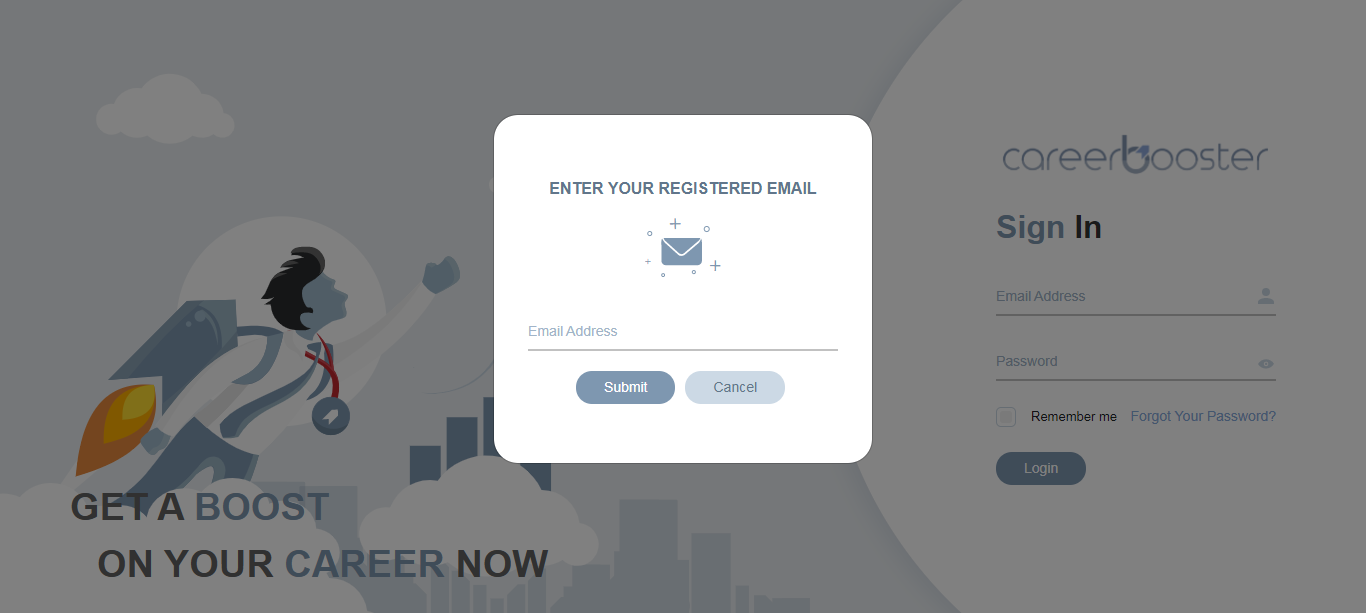 ENTER YOUR REGISTERED EMAIL
Email Address
Submit
Cancel
careerbooster
Sign In
Email Address
Password
Remember me
Forgot Your Password?
Login
GET A BOOST
ON YOUR CAREER NOW